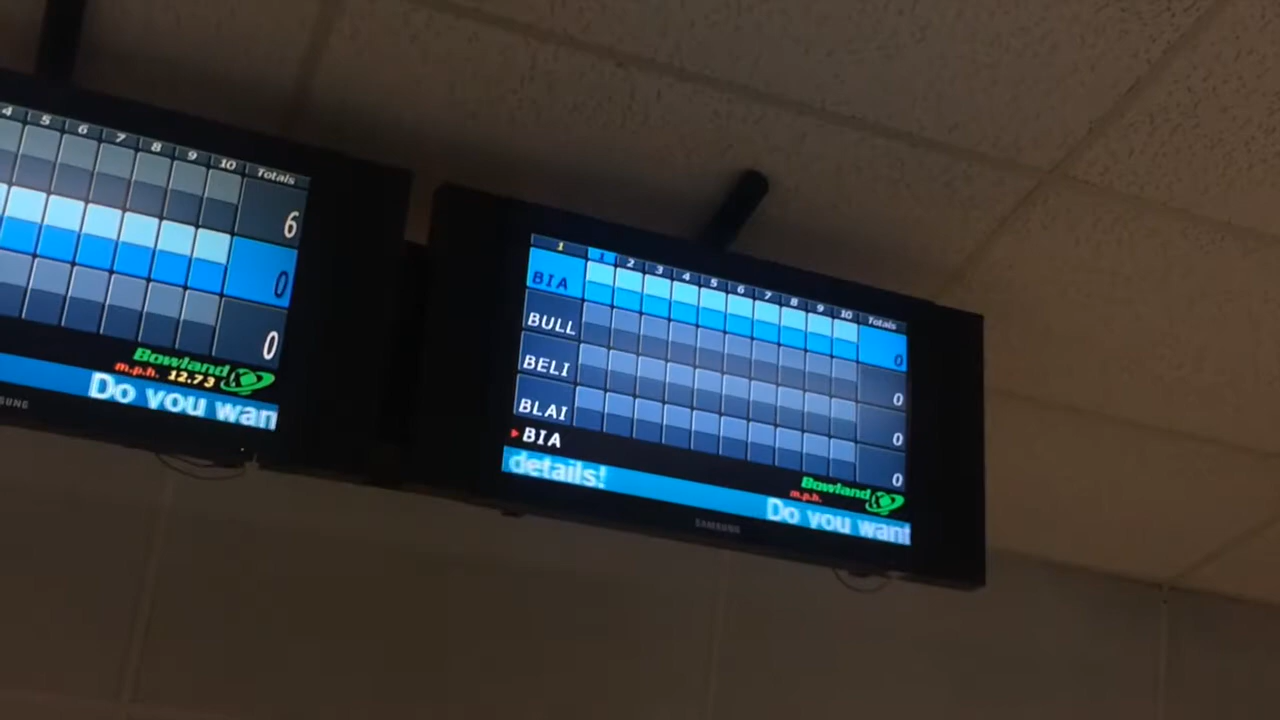 4 5 6 7 8 9 10 Totals
6
0
0
Bowland
m.p.h. 12.73
Do you wan
1 1 2 3 4 5 6 7 8 9 10 Totals
BIA 0
BULL 0
BELI 0
BLAI 0
BIA
Bowland
m.p.h.
details! Do you want
SAMSUNG